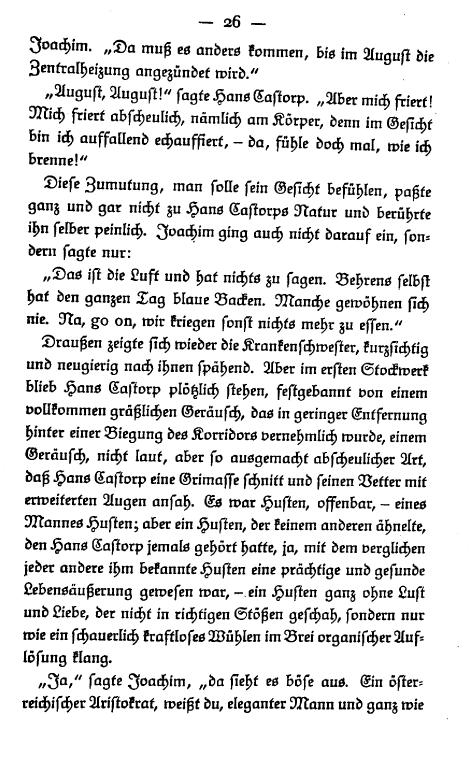 — 26 —
Joachim. „Da muß es anders kommen, bis im August die
Zentralheizung angezündet wird.“
„August, August!“ sagte Hans Castorp. „Aber mich friert!
Mich friert abscheulich, nämlich am Körper, denn im Gesicht
bin ich auffallend echauffiert, – da, fühle doch mal, wie ich
brenne!“
Diese Zumutung, man solle sein Gesicht befühlen, paßte
ganz und gar nicht zu Hans Castorps Natur und berührte
ihn selber peinlich. Joachim ging auch nicht darauf ein, son-
dern sagte nur:
„Das ist die Luft und hat nichts zu sagen. Behrens selbst
hat den ganzen Tag blaue Backen. Manche gewöhnen sich
nie. Na, go on, wir kriegen sonst nichts mehr zu essen.“
Draußen zeigte sich wieder die Krankenschwester, kurzsichtig
und neugierig nach ihnen spähend. Aber im ersten Stockwerk
blieb Hans Castorp plötzlich stehen, festgebannt von einem
vollkommen gräßlichen Geräusch, das in geringer Entfernung
hinter einer Biegung des Korridors vernehmlich wurde, einem
Geräusch, nicht laut, aber so ausgemacht abscheulicher Art,
daß Hans Castorp eine Grimasse schnitt und seinen Vetter mit
erweiterten Augen ansah. Es war Husten, offenbar, – eines
Mannes Husten; aber ein Husten, der keinem anderen ähnelte,
den Hans Castorp jemals gehört hatte, ja, mit dem verglichen
jeder andere ihm bekannte Husten eine prächtige und gesunde
Lebensäußerung gewesen war, – ein Husten ganz ohne Lust
und Liebe, der nicht in richtigen Stößen geschah, sondern nur
wie ein schauerlich kraftloses Wühlen im Brei organischer Auf-
lösung klang.
„Ja,“ sagte Joachim, „da sieht es böse aus. Ein öster-
reichischer Aristokrat, weißt du, eleganter Mann und ganz wie